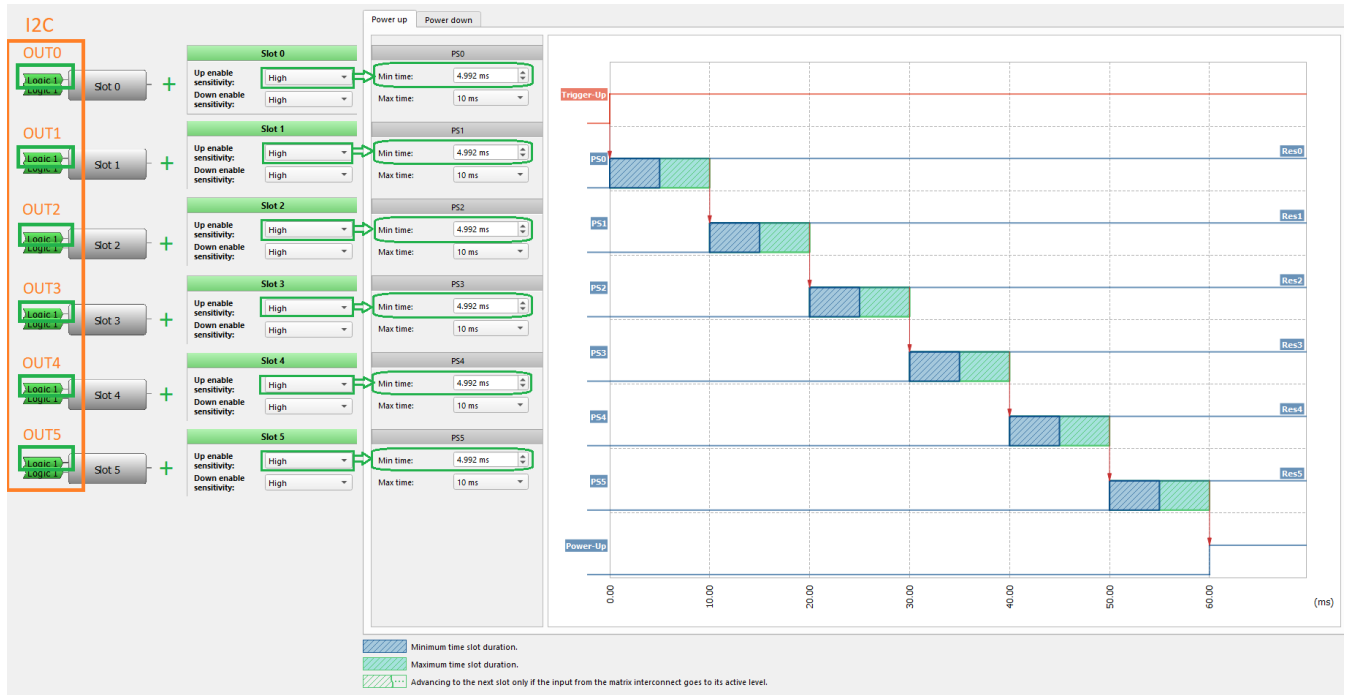 I2C
Power up
Power down
OUT0
Logic 1
Logic 1
Slot 0
+
Slot 0
Up enable sensitivity:
High
Down enable sensitivity:
High
PS0
Min time:
4.992 ms
Max time:
10 ms
OUT1
Logic 1
Logic 1
Slot 1
+
Slot 1
Up enable sensitivity:
High
Down enable sensitivity:
High
PS1
Min time:
4.992 ms
Max time:
10 ms
OUT2
Logic 1
Logic 1
Slot 2
+
Slot 2
Up enable sensitivity:
High
Down enable sensitivity:
High
PS2
Min time:
4.992 ms
Max time:
10 ms
OUT3
Logic 1
Logic 1
Slot 3
+
Slot 3
Up enable sensitivity:
High
Down enable sensitivity:
High
PS3
Min time:
4.992 ms
Max time:
10 ms
OUT4
Logic 1
Logic 1
Slot 4
+
Slot 4
Up enable sensitivity:
High
Down enable sensitivity:
High
PS4
Min time:
4.992 ms
Max time:
10 ms
OUT5
Logic 1
Logic 1
Slot 5
+
Slot 5
Up enable sensitivity:
High
Down enable sensitivity:
High
PS5
Min time:
4.992 ms
Max time:
10 ms
Trigger-Up
PS0
Res0
PS1
Res1
PS2
Res2
PS3
Res3
PS4
Res4
PS5
Res5
Power-Up
0.00
10.00
20.00
30.00
40.00
50.00
60.00
(ms)
Minimum time slot duration.
Maximum time slot duration.
Advancing to the next slot only if the input from the matrix interconnect goes to its active level.